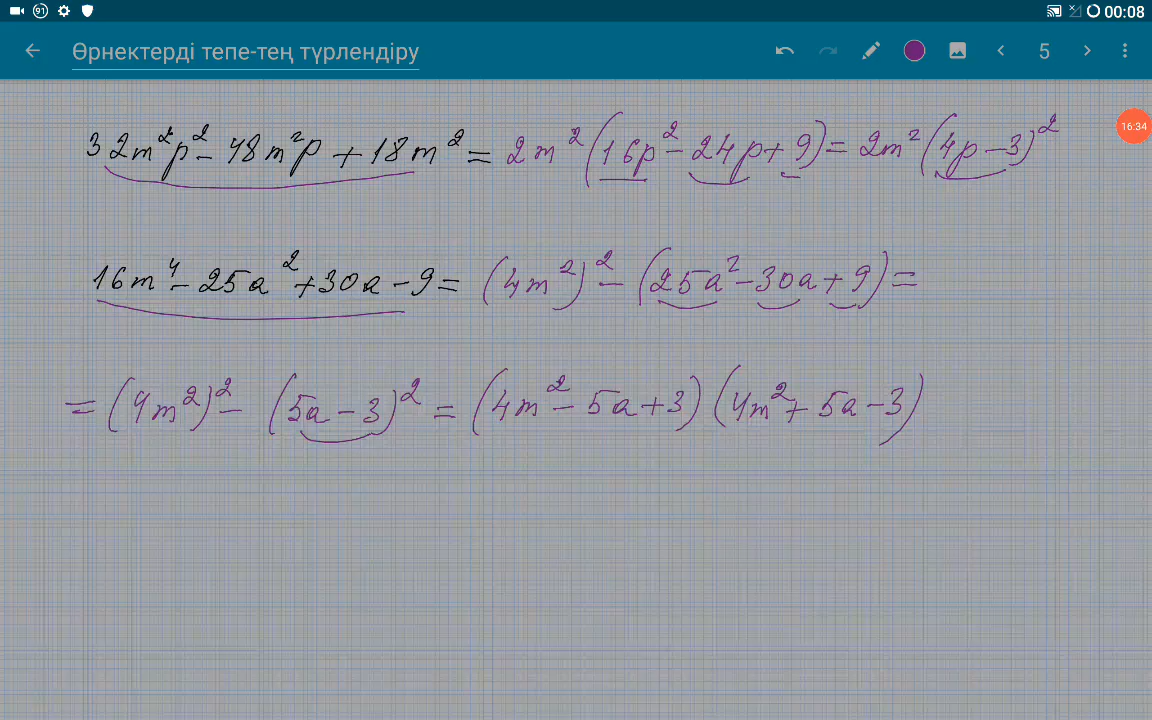 91 00:08
Өрнектерді тепе-тең түрлендіру 5
16:34
32m²p² - 48m²p + 18m² = 2m²(16p² - 24p + 9) = 2m²(4p - 3)²
16m⁴ - 25a² + 30a - 9 = (4m²)² - (25a² - 30a + 9) =
= (4m²)² - (5a - 3)² = (4m² - 5a + 3)(4m² + 5a - 3)